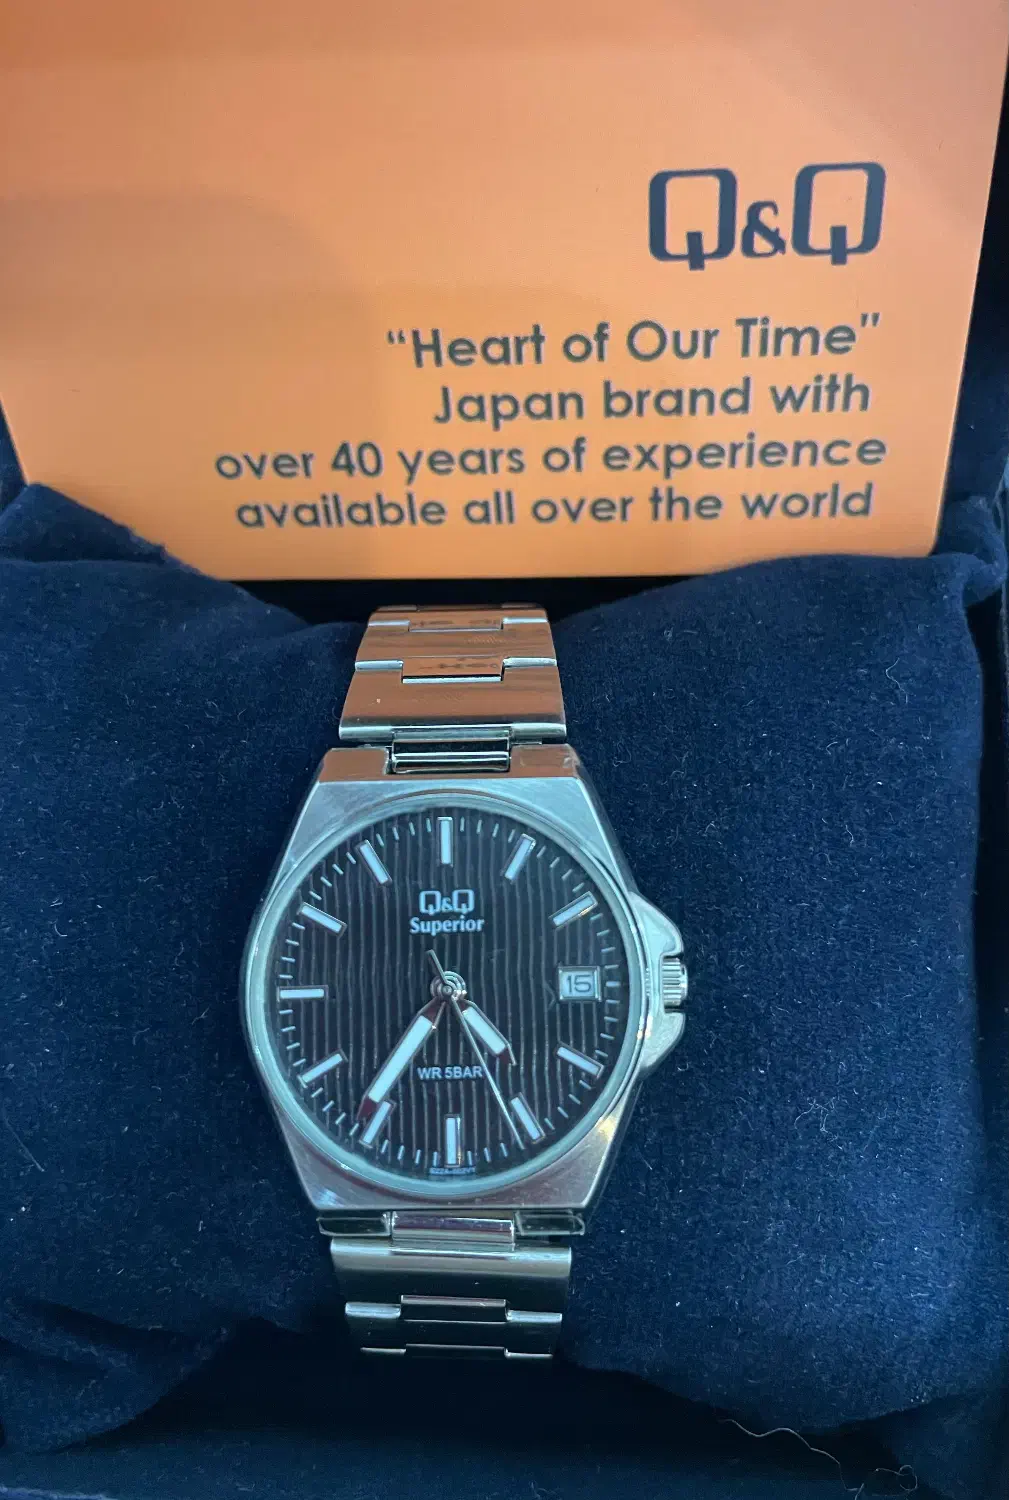 Q&Q
“Heart of Our Time”
Japan brand with
over 40 years of experience
available all over the world
Q&Q
Superior
15
WR 5BAR